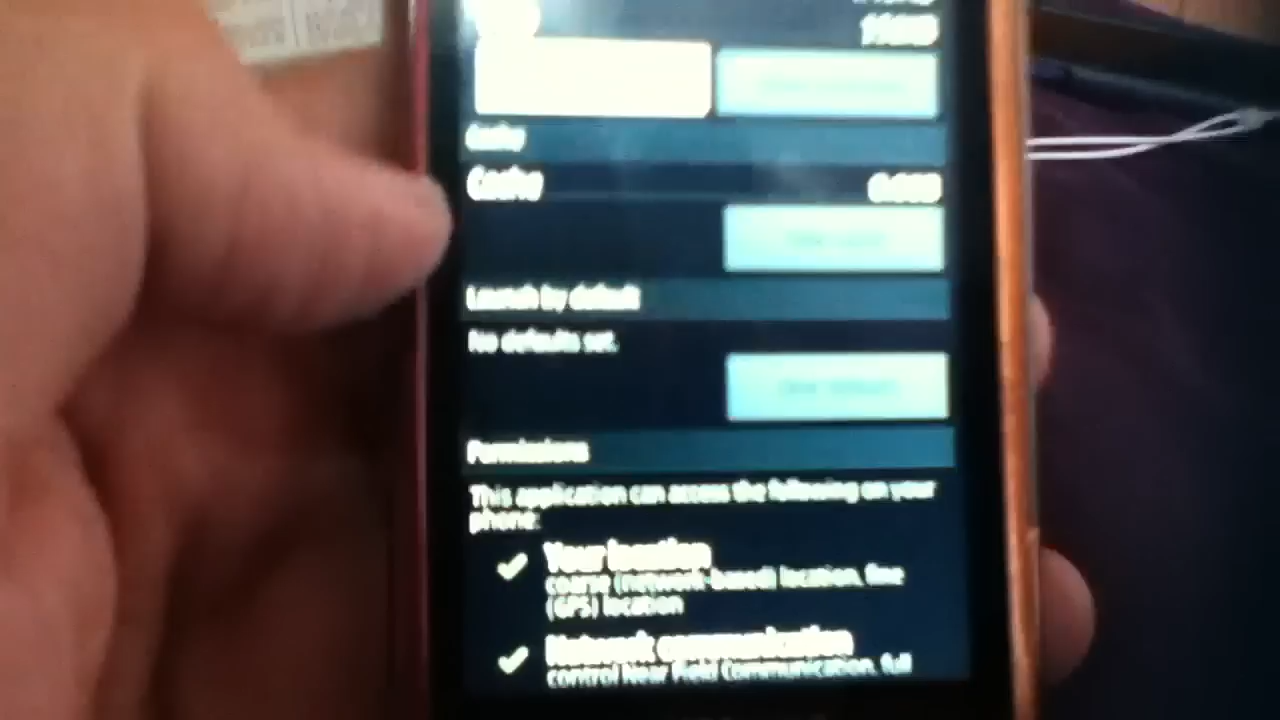 Cache
Cache
Launch by default
No defaults set.
Permissions
This application can access the following on your
phone:
Your location
coarse (network-based) location, fine
(GPS) location
Network communication
control Near Field Communication, full